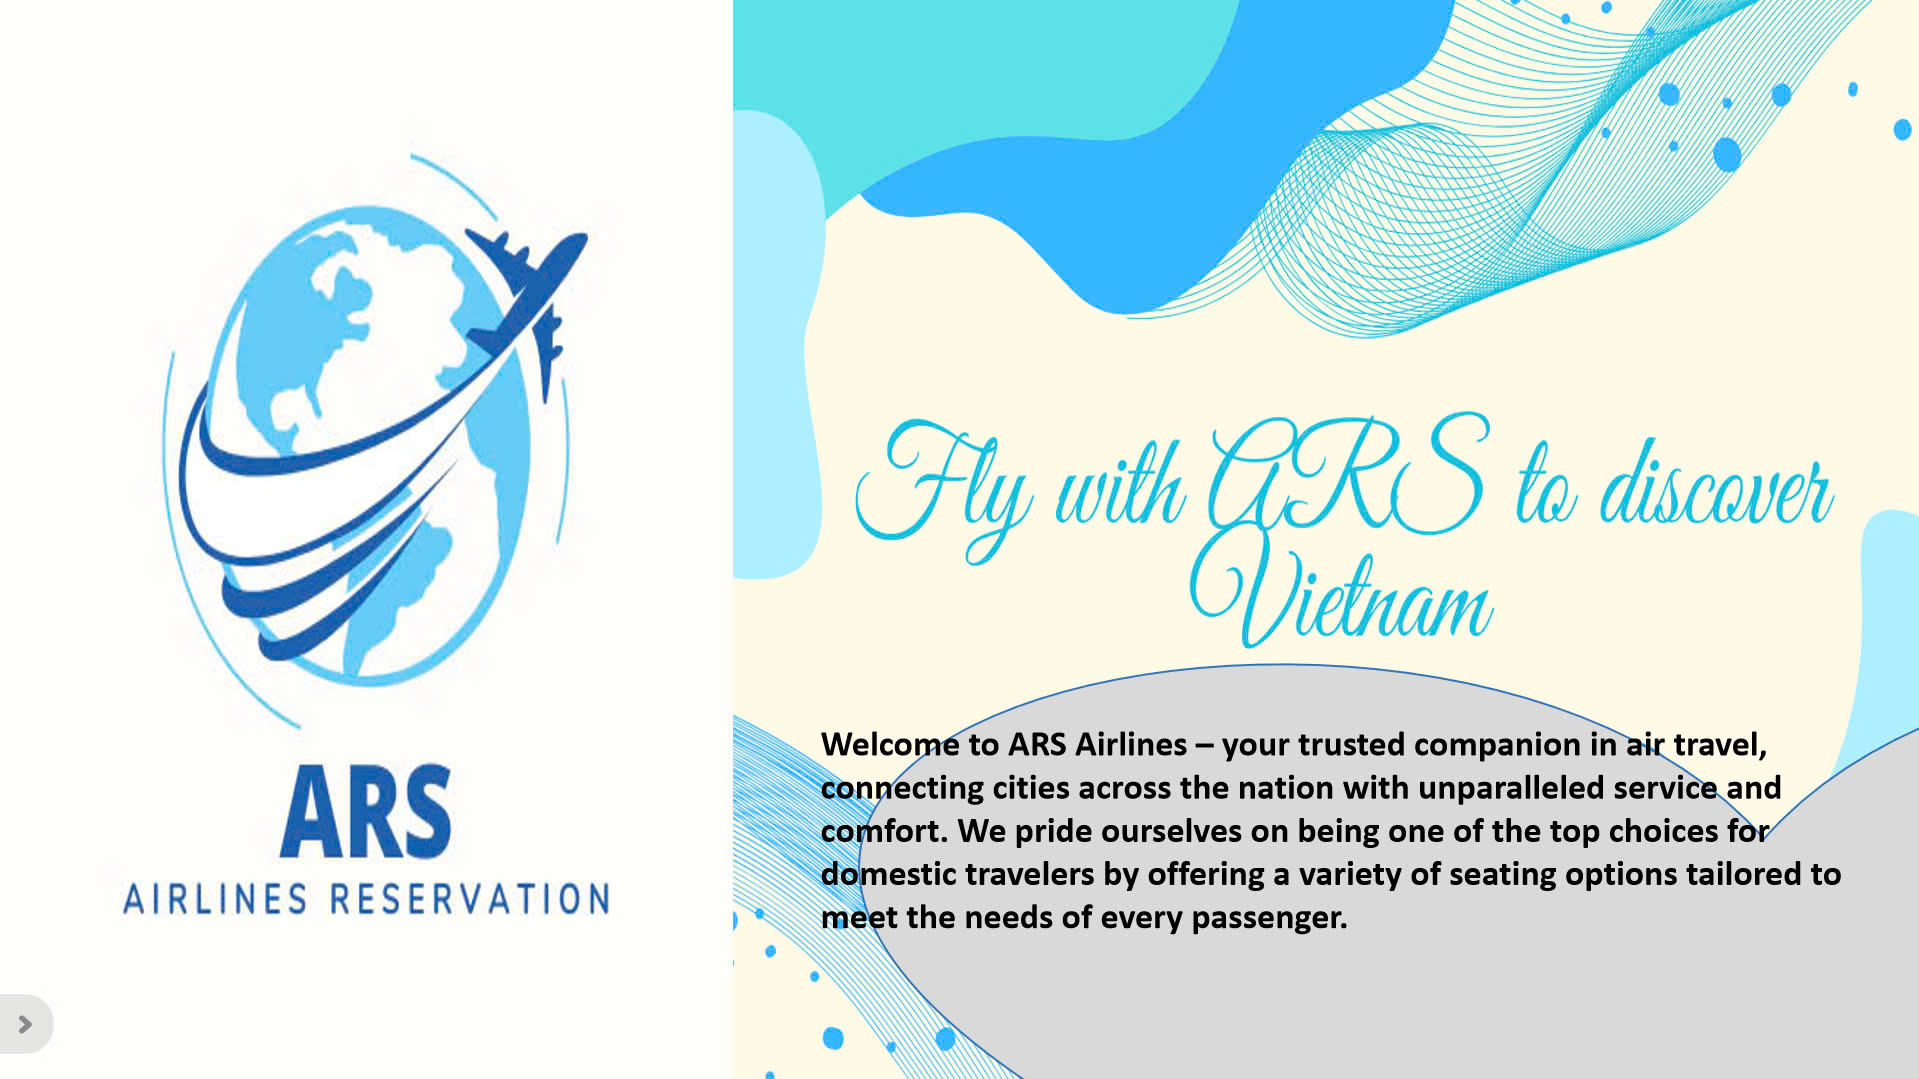 ARS
AIRLINES RESERVATION
Fly with ARS to discover
Vietnam
Welcome to ARS Airlines – your trusted companion in air travel,
connecting cities across the nation with unparalleled service and
comfort. We pride ourselves on being one of the top choices for
domestic travelers by offering a variety of seating options tailored to
meet the needs of every passenger.